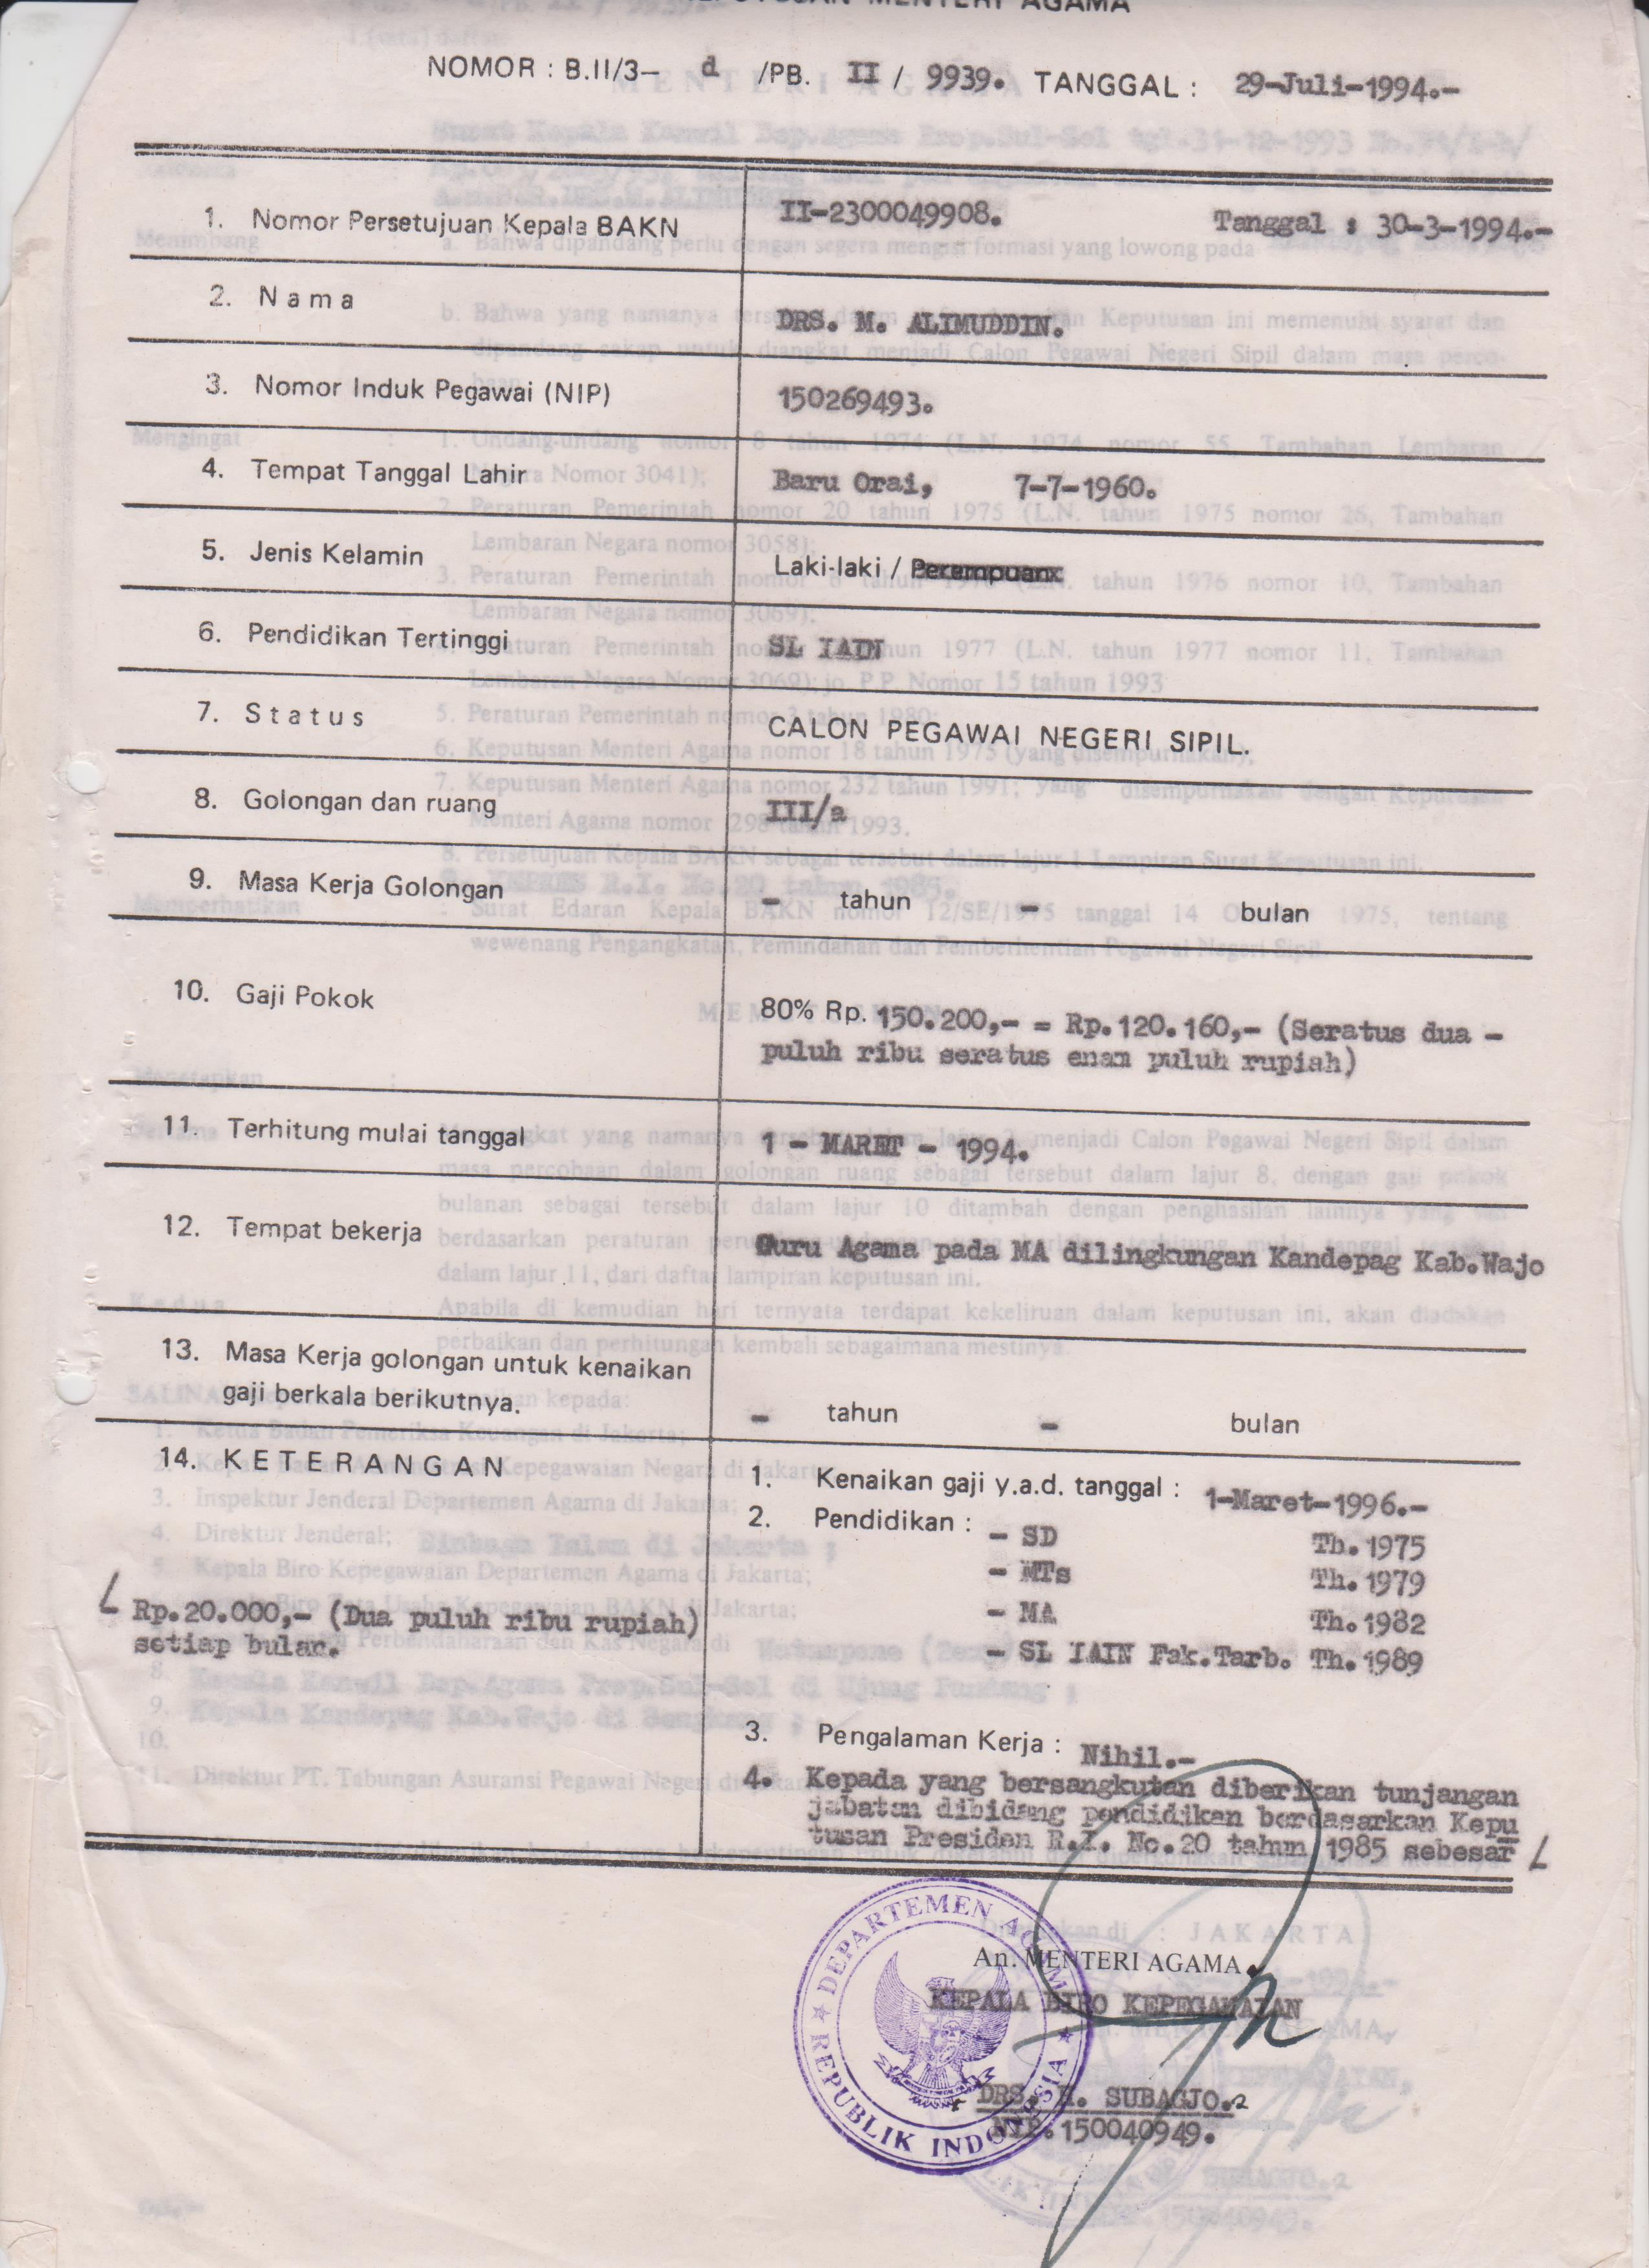 KEPUTUSAN MENTERI AGAMA
NOMOR : B.II/3– d /PB. II / 9939. TANGGAL : 29-Juli-1994.-
1. Nomor Persetujuan Kepala BAKN II-2300049908. Tanggal : 30-3-1994.-
2. N a m a DRS. M. ALIMUDDIN.
3. Nomor Induk Pegawai (NIP) 150269493.
4. Tempat Tanggal Lahir Baru Orai, 7-7-1960.
5. Jenis Kelamin Laki-laki / Perempuan
6. Pendidikan Tertinggi SL IAIN
7. S t a t u s CALON PEGAWAI NEGERI SIPIL.
8. Golongan dan ruang III/a
9. Masa Kerja Golongan - tahun - bulan
10. Gaji Pokok 80% Rp. 150.200,- = Rp.120.160,- (Seratus dua -
puluh ribu seratus enam puluh rupiah)
11. Terhitung mulai tanggal 1 - MARET - 1994.
12. Tempat bekerja Guru Agama pada MA dilingkungan Kandepag Kab.Wajo
13. Masa Kerja golongan untuk kenaikan
gaji berkala berikutnya. - tahun - bulan
14. K E T E R A N G A N
1. Kenaikan gaji y.a.d. tanggal : 1-Maret-1996.-
2. Pendidikan : - SD Th.1975
- MTs Th.1979
- MA Th.1982
- SL IAIN Fak.Tarb. Th.1989
Rp.20.000,- (Dua puluh ribu rupiah)
setiap bulan.
3. Pengalaman Kerja : Nihil.-
4. Kepada yang bersangkutan diberikan tunjangan
jabatan dibidang pendidikan berdasarkan Kepu
tusan Presiden R.I. No.20 tahun 1985 sebesar
DEPARTEMEN AGAMA
REPUBLIK INDONESIA
An. MENTERI AGAMA
KEPALA BIRO KEPEGAWAIAN
DRS. H. SUBAGJO.
NIP.150040949.